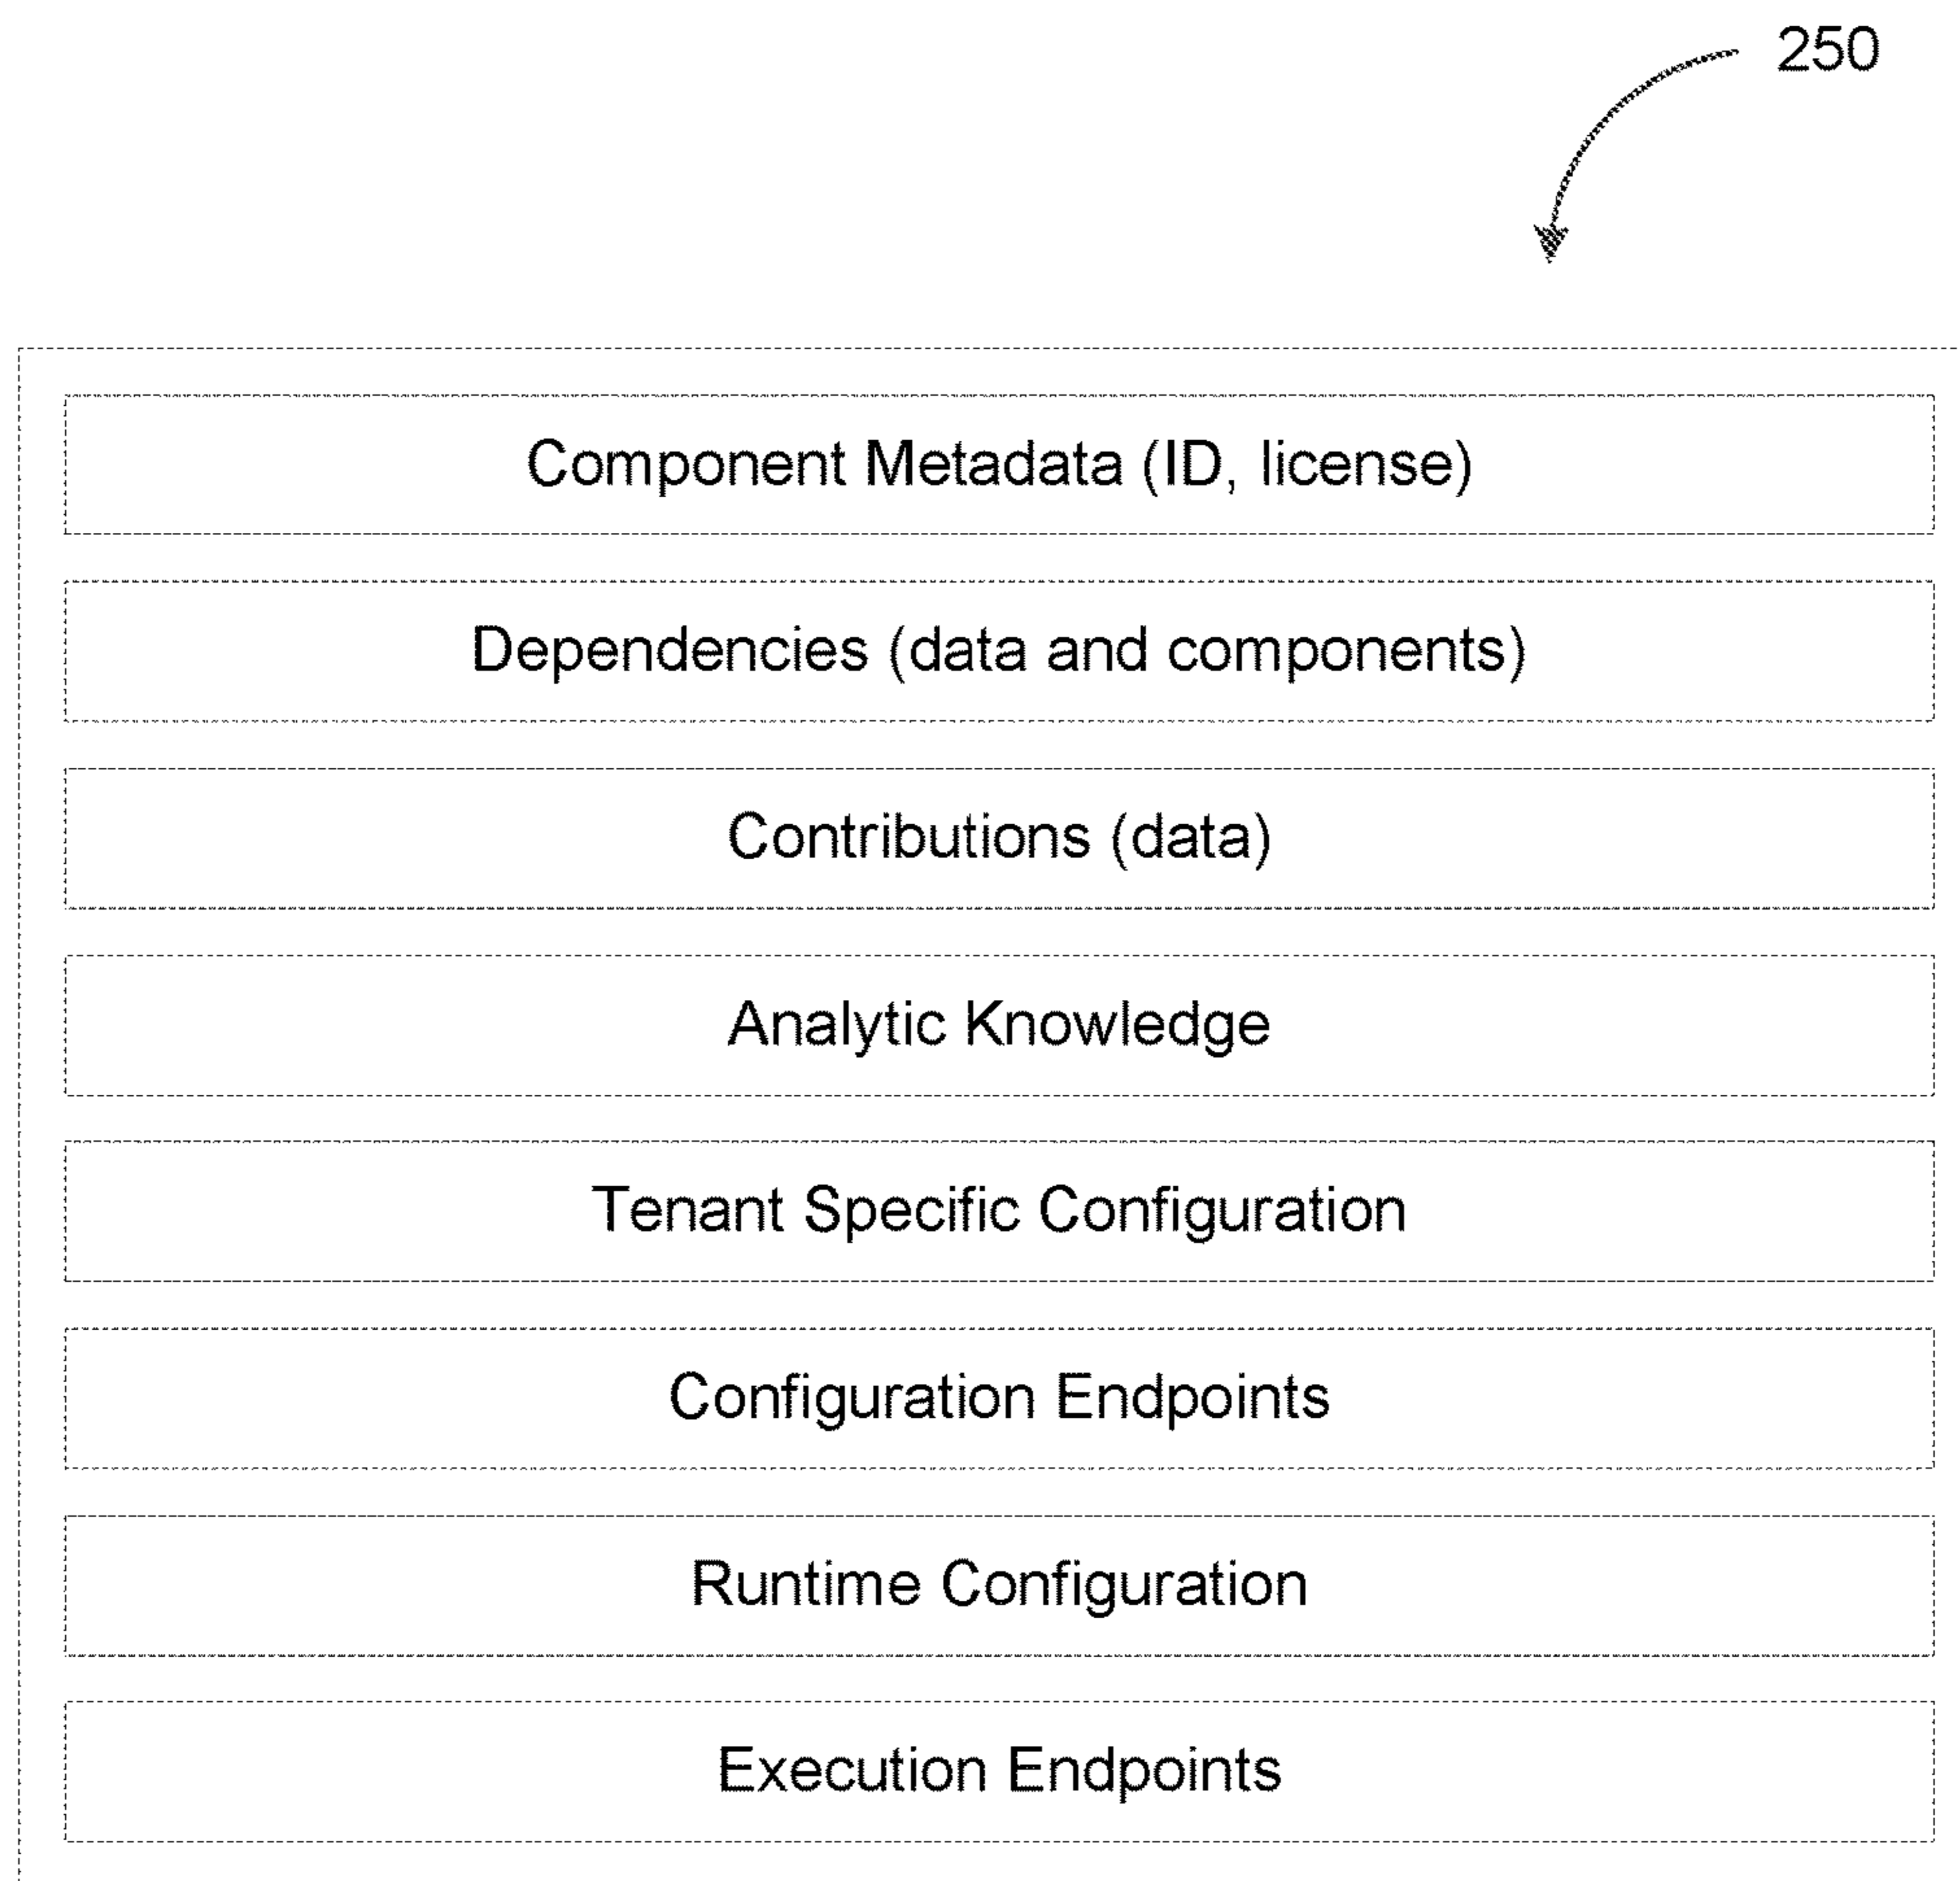 250
Component Metadata (ID, license)
Dependencies (data and components)
Contributions (data)
Analytic Knowledge
Tenant Specific Configuration
Configuration Endpoints
Runtime Configuration
Execution Endpoints